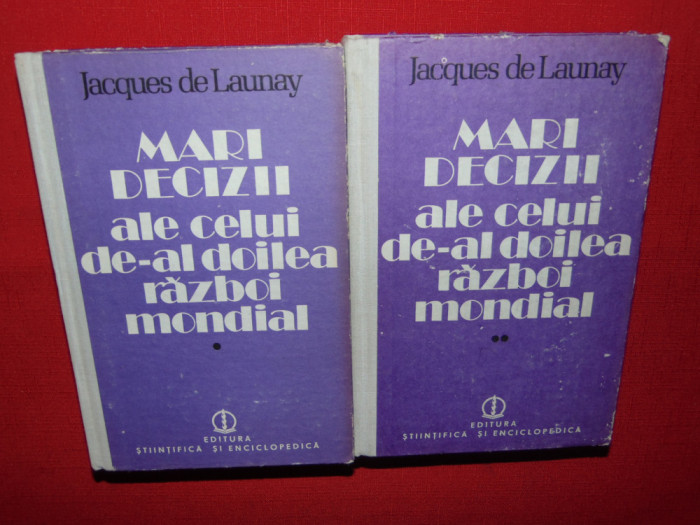 Jacques de Launay
MARI
DECIZII
ale celui
de-al doilea
război
mondial
•
EDITURA
ȘTIINȚIFICĂ ȘI ENCICLOPEDICĂ
Jacques de Launay
MARI
DECIZII
ale celui
de-al doilea
război
mondial
••
EDITURA
ȘTIINȚIFICĂ ȘI ENCICLOPEDICĂ